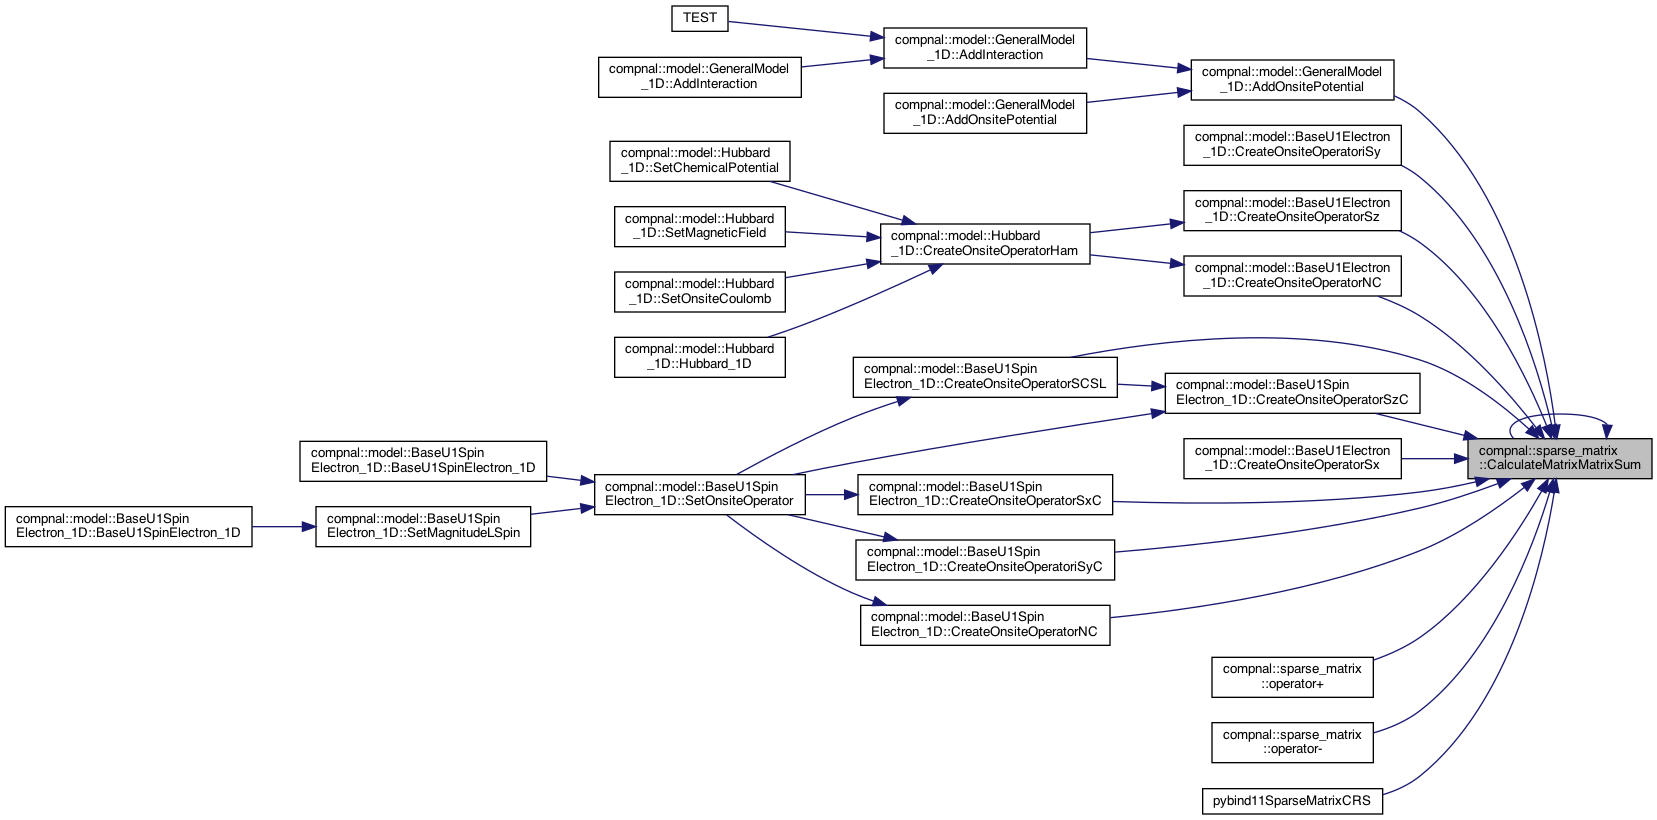 TEST
compnal::model::GeneralModel
_1D::AddInteraction
compnal::model::GeneralModel
_1D::AddInteraction
compnal::model::GeneralModel
_1D::AddOnsitePotential
compnal::model::GeneralModel
_1D::AddOnsitePotential
compnal::model::BaseU1Electron
_1D::CreateOnsiteOperatoriSy
compnal::model::Hubbard
_1D::SetChemicalPotential
compnal::model::BaseU1Electron
_1D::CreateOnsiteOperatorSz
compnal::model::Hubbard
_1D::SetMagneticField
compnal::model::Hubbard
_1D::CreateOnsiteOperatorHam
compnal::model::BaseU1Electron
_1D::CreateOnsiteOperatorNC
compnal::model::Hubbard
_1D::SetOnsiteCoulomb
compnal::model::Hubbard
_1D::Hubbard_1D
compnal::model::BaseU1Spin
Electron_1D::CreateOnsiteOperatorSCSL
compnal::model::BaseU1Spin
Electron_1D::CreateOnsiteOperatorSzC
compnal::model::BaseU1Spin
Electron_1D::BaseU1SpinElectron_1D
compnal::model::BaseU1Electron
_1D::CreateOnsiteOperatorSx
compnal::sparse_matrix
::CalculateMatrixMatrixSum
compnal::model::BaseU1Spin
Electron_1D::SetOnsiteOperator
compnal::model::BaseU1Spin
Electron_1D::CreateOnsiteOperatorSxC
compnal::model::BaseU1Spin
Electron_1D::BaseU1SpinElectron_1D
compnal::model::BaseU1Spin
Electron_1D::SetMagnitudeLSpin
compnal::model::BaseU1Spin
Electron_1D::CreateOnsiteOperatoriSyC
compnal::model::BaseU1Spin
Electron_1D::CreateOnsiteOperatorNC
compnal::sparse_matrix
::operator+
compnal::sparse_matrix
::operator-
pybind11SparseMatrixCRS